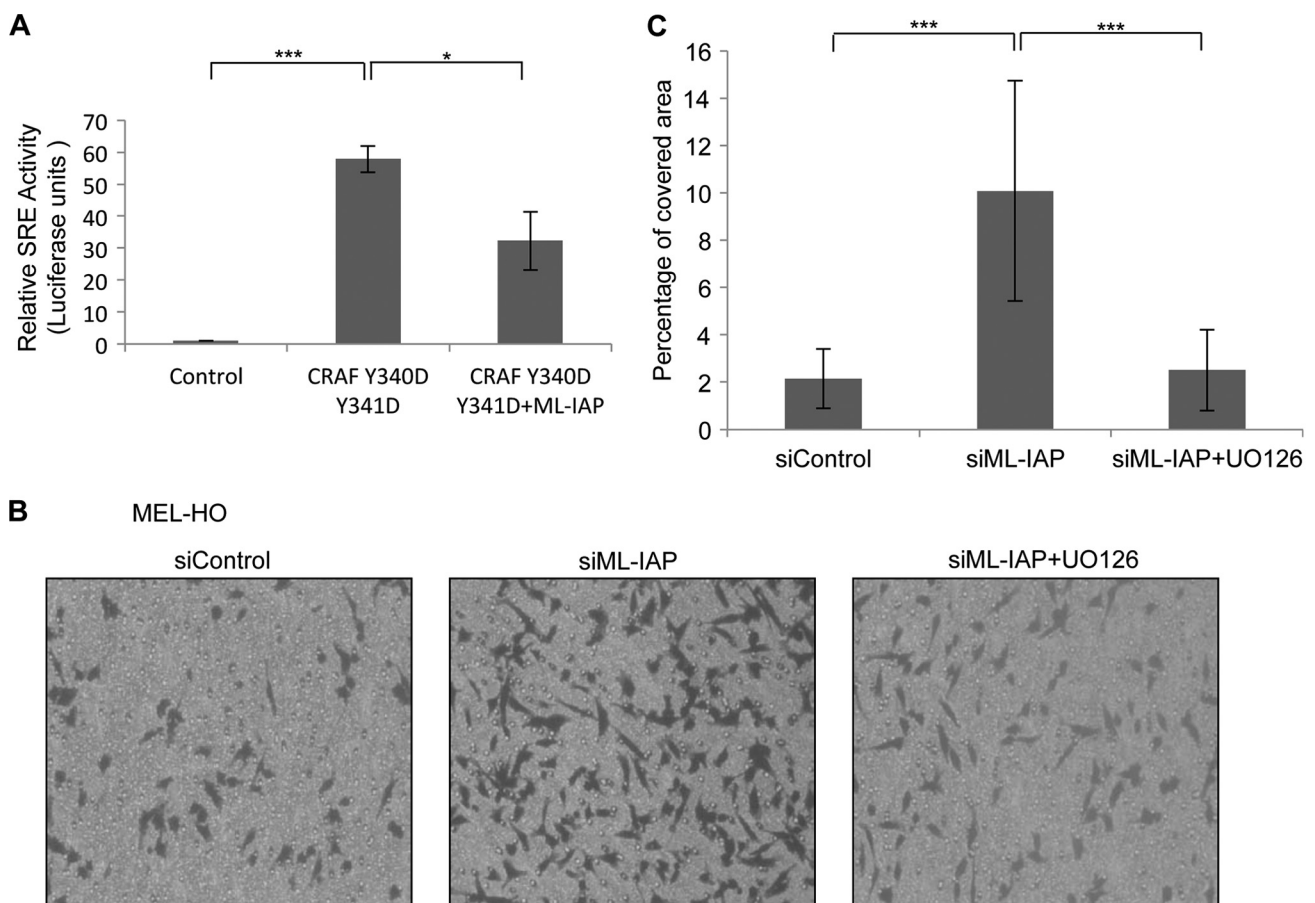 A
***
*
Relative SRE Activity
(Luciferase units )
70
60
50
40
30
20
10
0
Control
CRAF Y340D
Y341D
CRAF Y340D
Y341D+ML-IAP
C
***
***
Percentage of covered area
16
14
12
10
8
6
4
2
0
siControl
siML-IAP
siML-IAP+UO126
B
MEL-HO
siControl
siML-IAP
siML-IAP+UO126